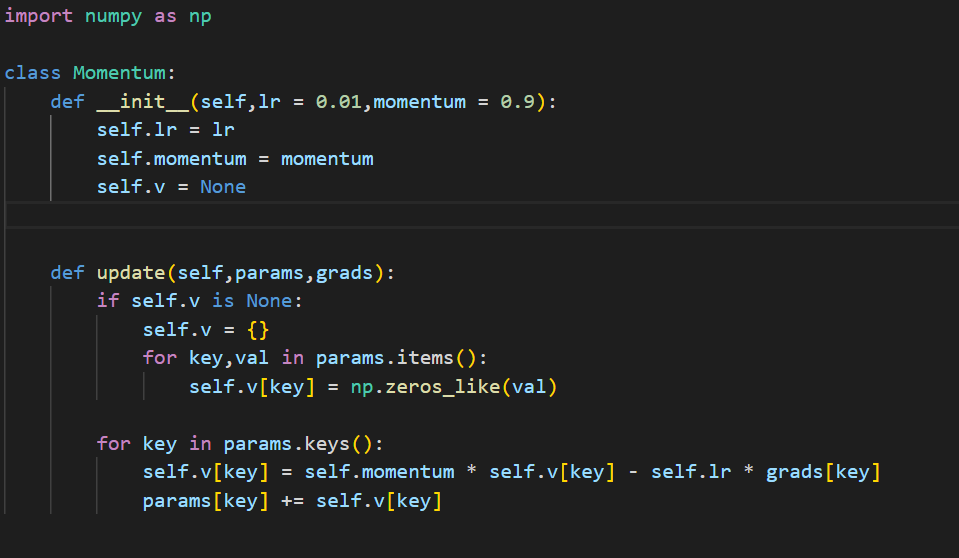 import numpy as np
class Momentum:
    def __init__(self,lr = 0.01,momentum = 0.9):
        self.lr = lr
        self.momentum = momentum
        self.v = None
    def update(self,params,grads):
        if self.v is None:
            self.v = {}
            for key,val in params.items():
                self.v[key] = np.zeros_like(val)
        for key in params.keys():
            self.v[key] = self.momentum * self.v[key] - self.lr * grads[key]
            params[key] += self.v[key]